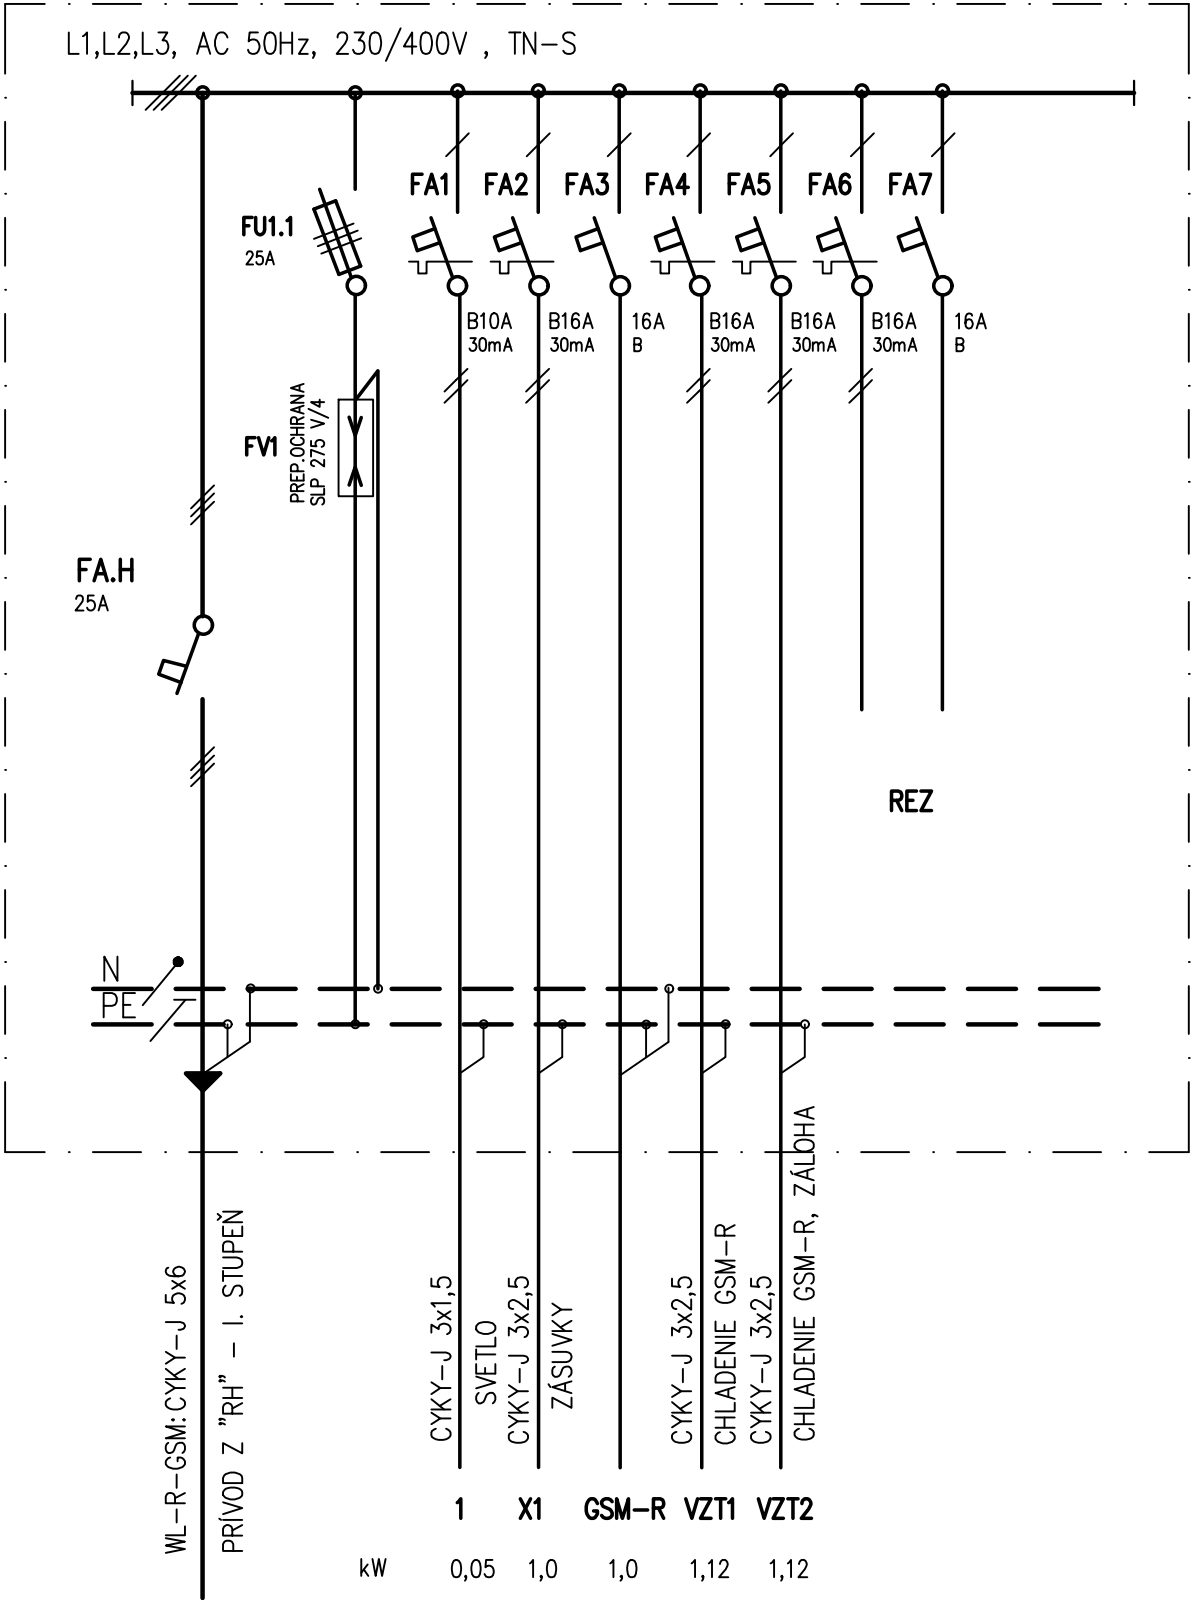 L1,L2,L3, AC 50Hz, 230/400V , TN-S
FA1 FA2 FA3 FA4 FA5 FA6 FA7
FU1.1
25A
B10A B16A 16A B16A B16A B16A 16A
30mA 30mA B 30mA 30mA 30mA B
FV1
PREP.OCHRANA
SLP 275 V/4
FA.H
25A
REZ
N
PE
WL-R-GSM: CYKY-J 5x6
PRÍVOD Z "RH" - I. STUPEŇ
CYKY-J 3x1,5
SVETLO
CYKY-J 3x2,5
ZÁSUVKY
CYKY-J 3x2,5
CHLADENIE GSM-R
CYKY-J 3x2,5
CHLADENIE GSM-R, ZÁLOHA
1 X1 GSM-R VZT1 VZT2
kW 0,05 1,0 1,0 1,12 1,12